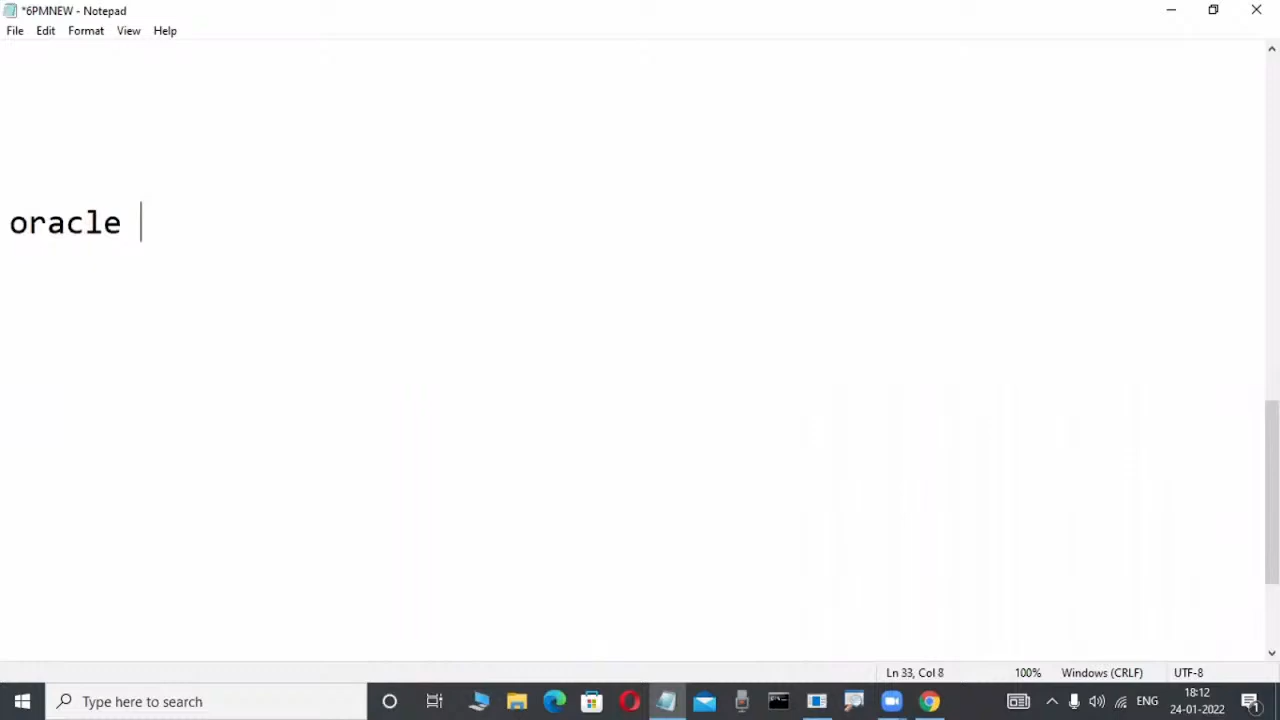 *6PMNEW - Notepad
File Edit Format View Help
oracle
Ln 33, Col 8 100% Windows (CRLF) UTF-8
Type here to search
ENG
18:12
24-01-2022
1